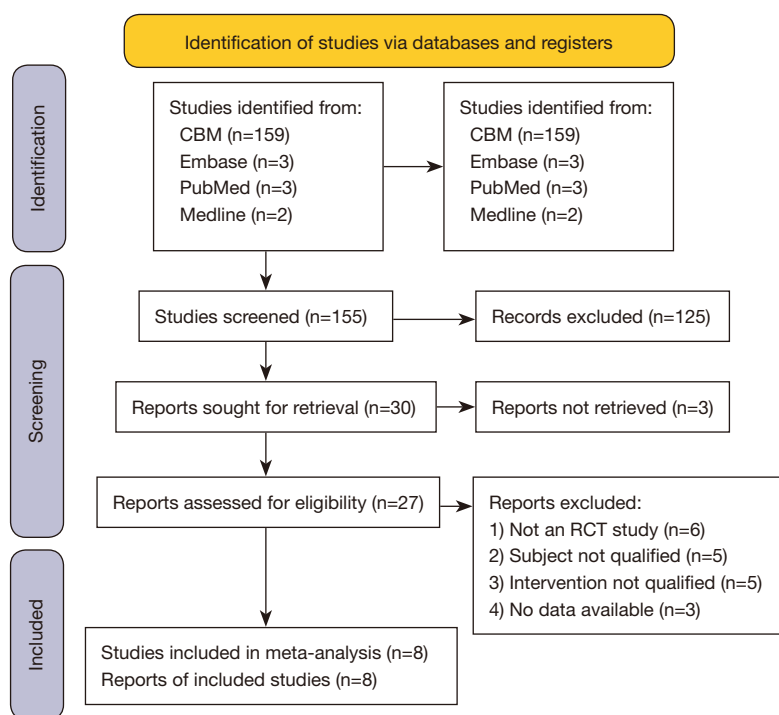 Identification of studies via databases and registers
Identification
Studies identified from:
CBM (n=159)
Embase (n=3)
PubMed (n=3)
Medline (n=2)
Studies identified from:
CBM (n=159)
Embase (n=3)
PubMed (n=3)
Medline (n=2)
Screening
Studies screened (n=155)
Records excluded (n=125)
Reports sought for retrieval (n=30)
Reports not retrieved (n=3)
Reports assessed for eligibility (n=27)
Reports excluded:
1) Not an RCT study (n=6)
2) Subject not qualified (n=5)
3) Intervention not qualified (n=5)
4) No data available (n=3)
Included
Studies included in meta-analysis (n=8)
Reports of included studies (n=8)